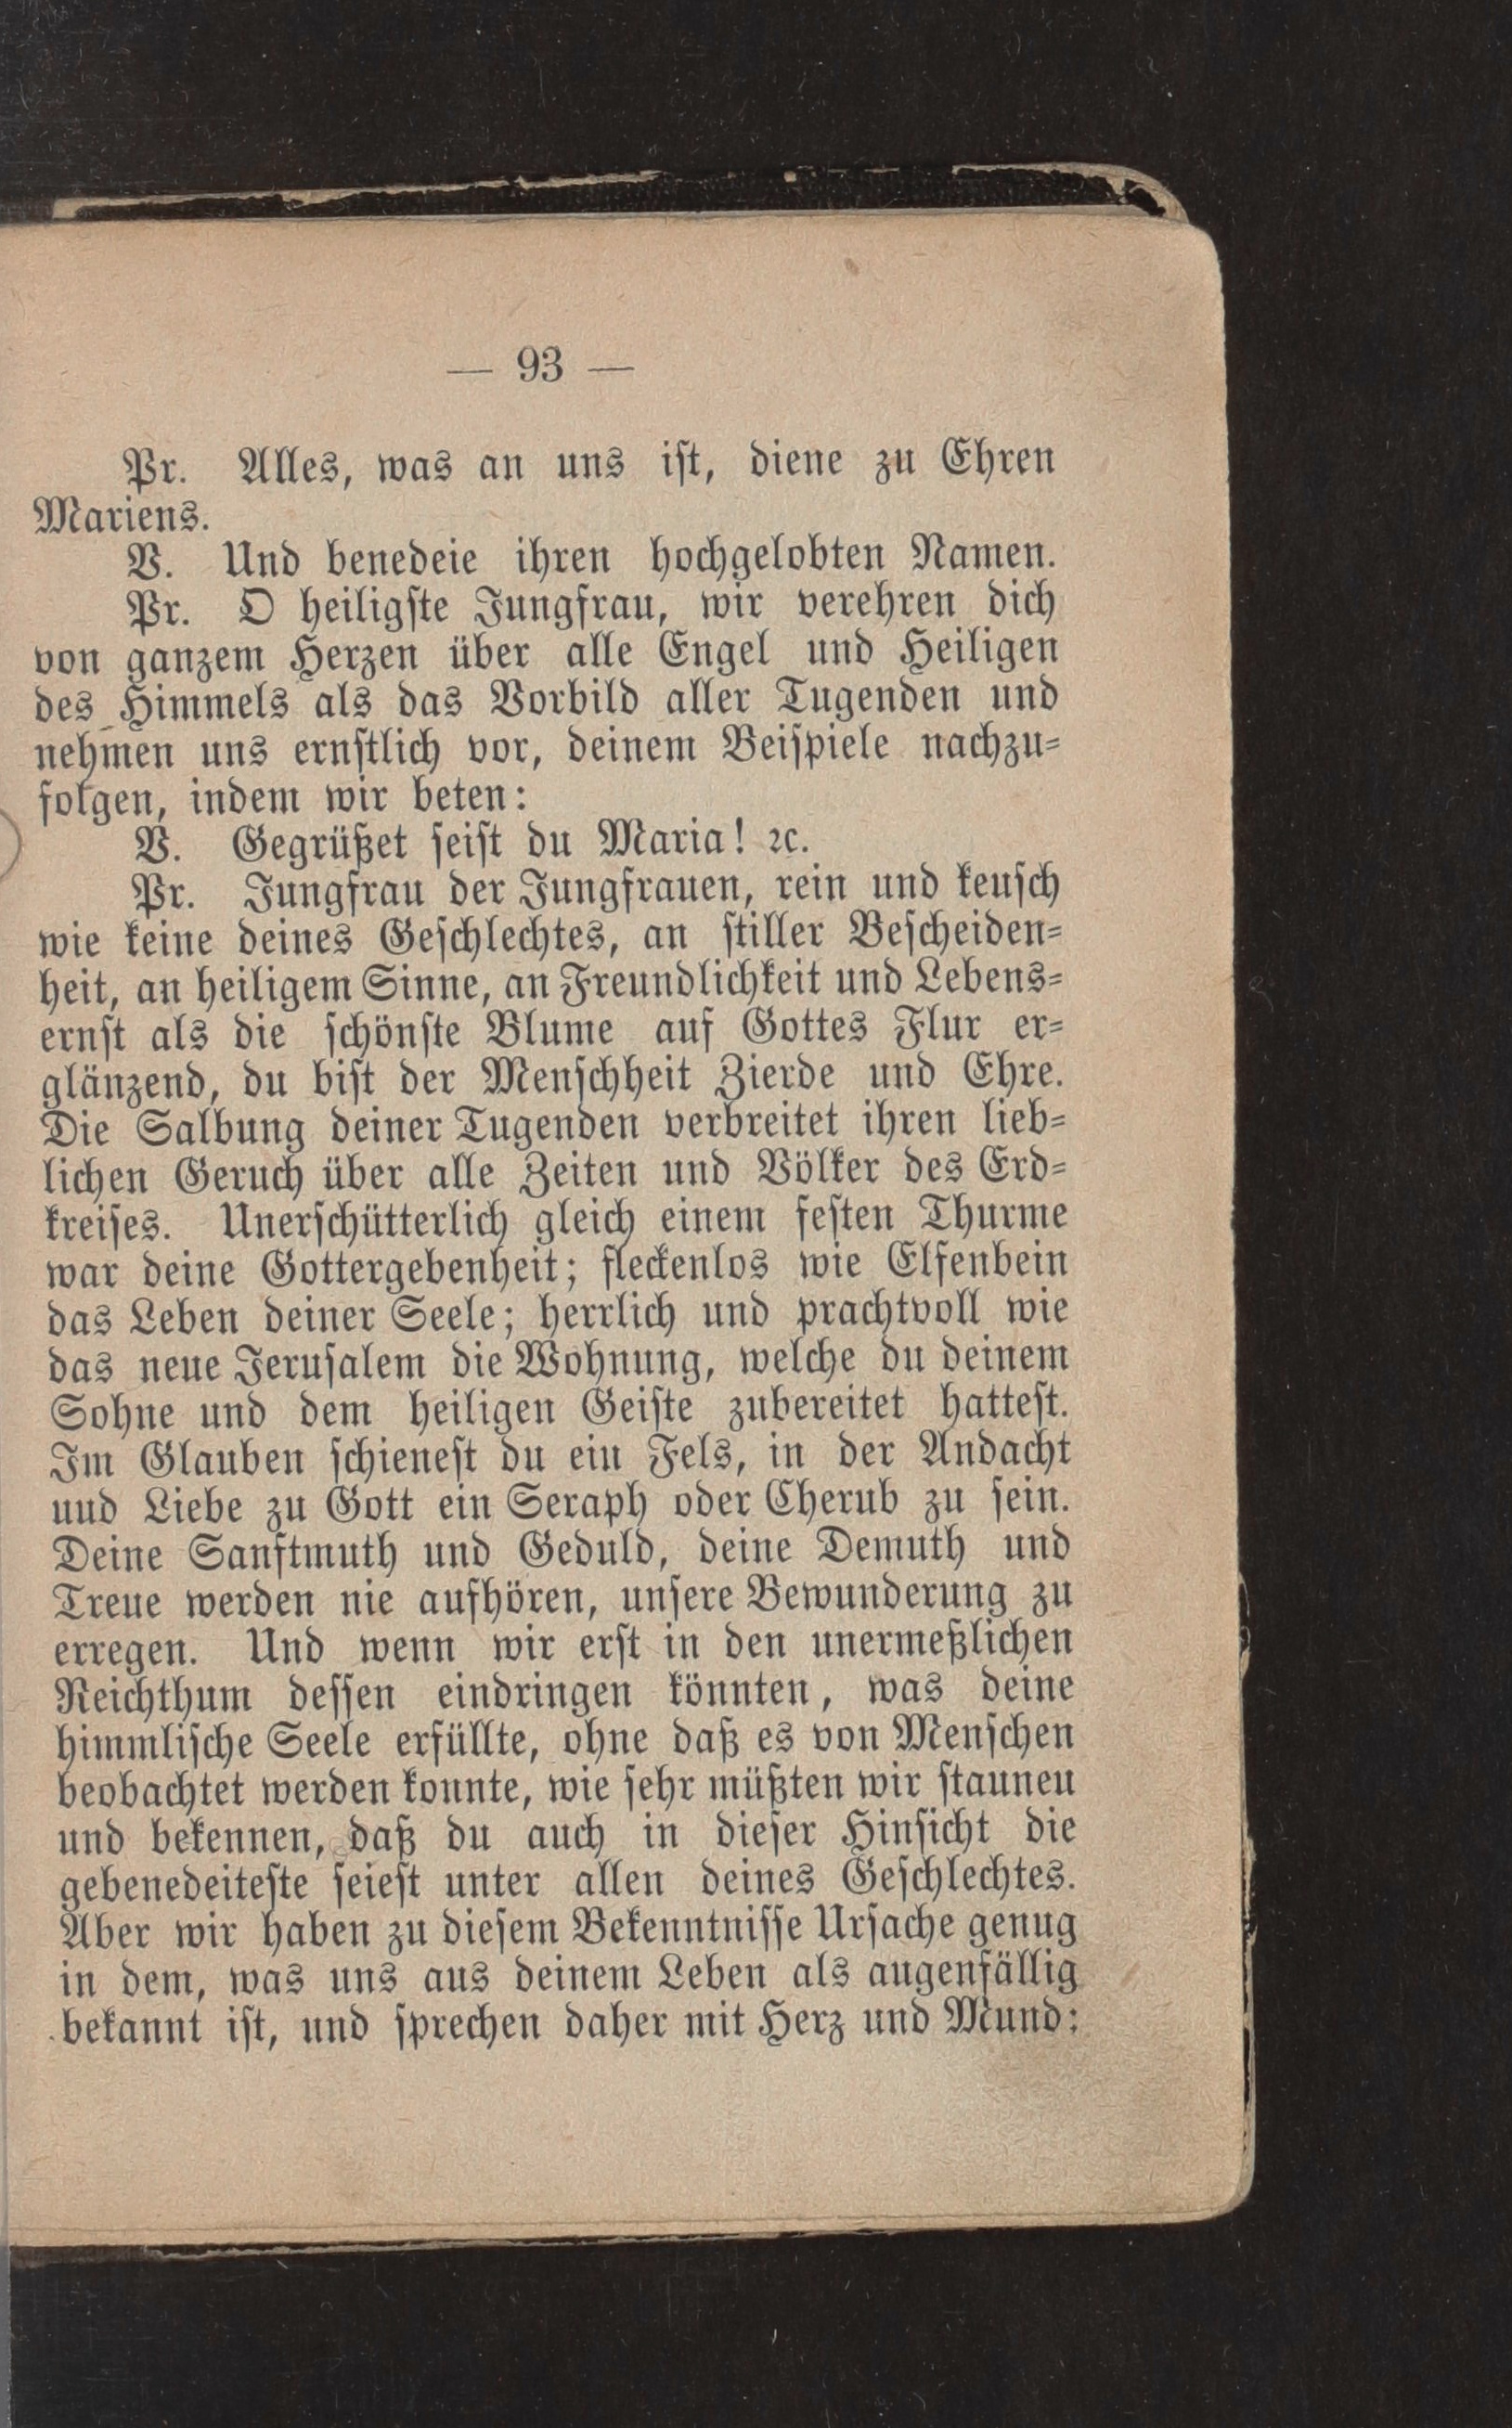 — 93 —
Pr. Alles, was an uns ist, diene zu Ehren
Mariens.
V. Und benedeie ihren hochgelobten Namen.
Pr. O heiligste Jungfrau, wir verehren dich
von ganzem Herzen über alle Engel und Heiligen
des Himmels als das Vorbild aller Tugenden und
nehmen uns ernstlich vor, deinem Beispiele nachzu-
folgen, indem wir beten:
V. Gegrüßet seist du Maria! ꝛc.
Pr. Jungfrau der Jungfrauen, rein und keusch
wie keine deines Geschlechtes, an stiller Bescheiden-
heit, an heiligem Sinne, an Freundlichkeit und Lebens-
ernst als die schönste Blume auf Gottes Flur er-
glänzend, du bist der Menschheit Zierde und Ehre.
Die Salbung deiner Tugenden verbreitet ihren lieb-
lichen Geruch über alle Zeiten und Völker des Erd-
kreises. Unerschütterlich gleich einem festen Thurme
war deine Gottergebenheit; fleckenlos wie Elfenbein
das Leben deiner Seele; herrlich und prachtvoll wie
das neue Jerusalem die Wohnung, welche du deinem
Sohne und dem heiligen Geiste zubereitet hattest.
Im Glauben schienest du ein Fels, in der Andacht
und Liebe zu Gott ein Seraph oder Cherub zu sein.
Deine Sanftmuth und Geduld, deine Demuth und
Treue werden nie aufhören, unsere Bewunderung zu
erregen. Und wenn wir erst in den unermeßlichen
Reichthum dessen eindringen könnten, was deine
himmlische Seele erfüllte, ohne daß es von Menschen
beobachtet werden konnte, wie sehr müßten wir staunen
und bekennen, daß du auch in dieser Hinsicht die
gebenedeiteste seiest unter allen deines Geschlechtes.
Aber wir haben zu diesem Bekenntnisse Ursache genug
in dem, was uns aus deinem Leben als augenfällig
bekannt ist, und sprechen daher mit Herz und Mund: